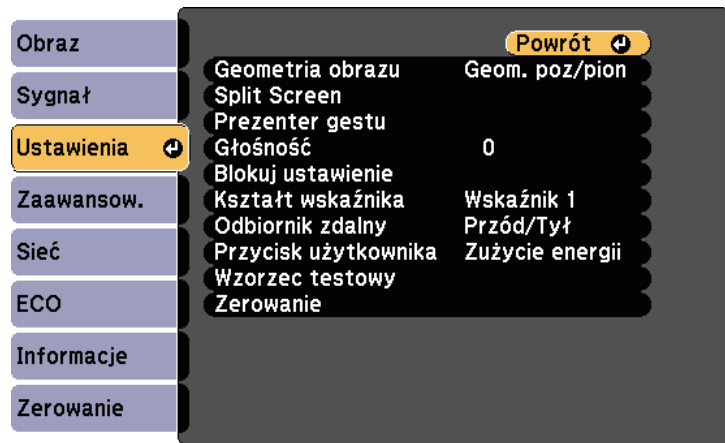 Obraz
Sygnał
Ustawienia
Zaawansow.
Sieć
ECO
Informacje
Zerowanie
Powrót
Geometria obrazu Geom. poz/pion
Split Screen
Prezenter gestu
Głośność 0
Blokuj ustawienie
Kształt wskaźnika Wskaźnik 1
Odbiornik zdalny Przód/Tył
Przycisk użytkownika Zużycie energii
Wzorzec testowy
Zerowanie